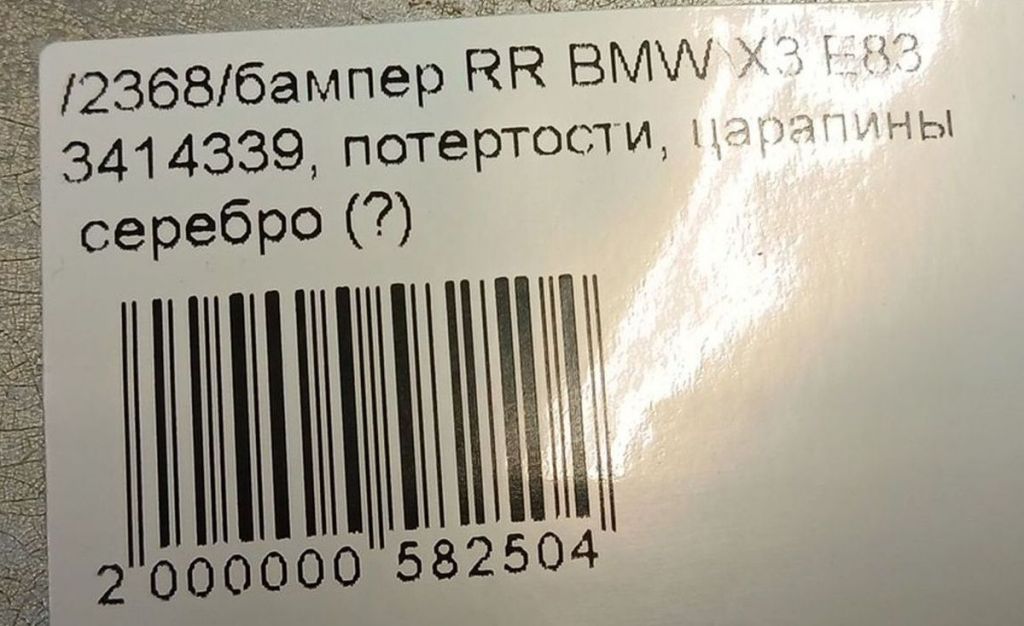 /2368/бампер RR BMW X3 E83
3414339, потертости, царапины
серебро (?)
2 000000 582504